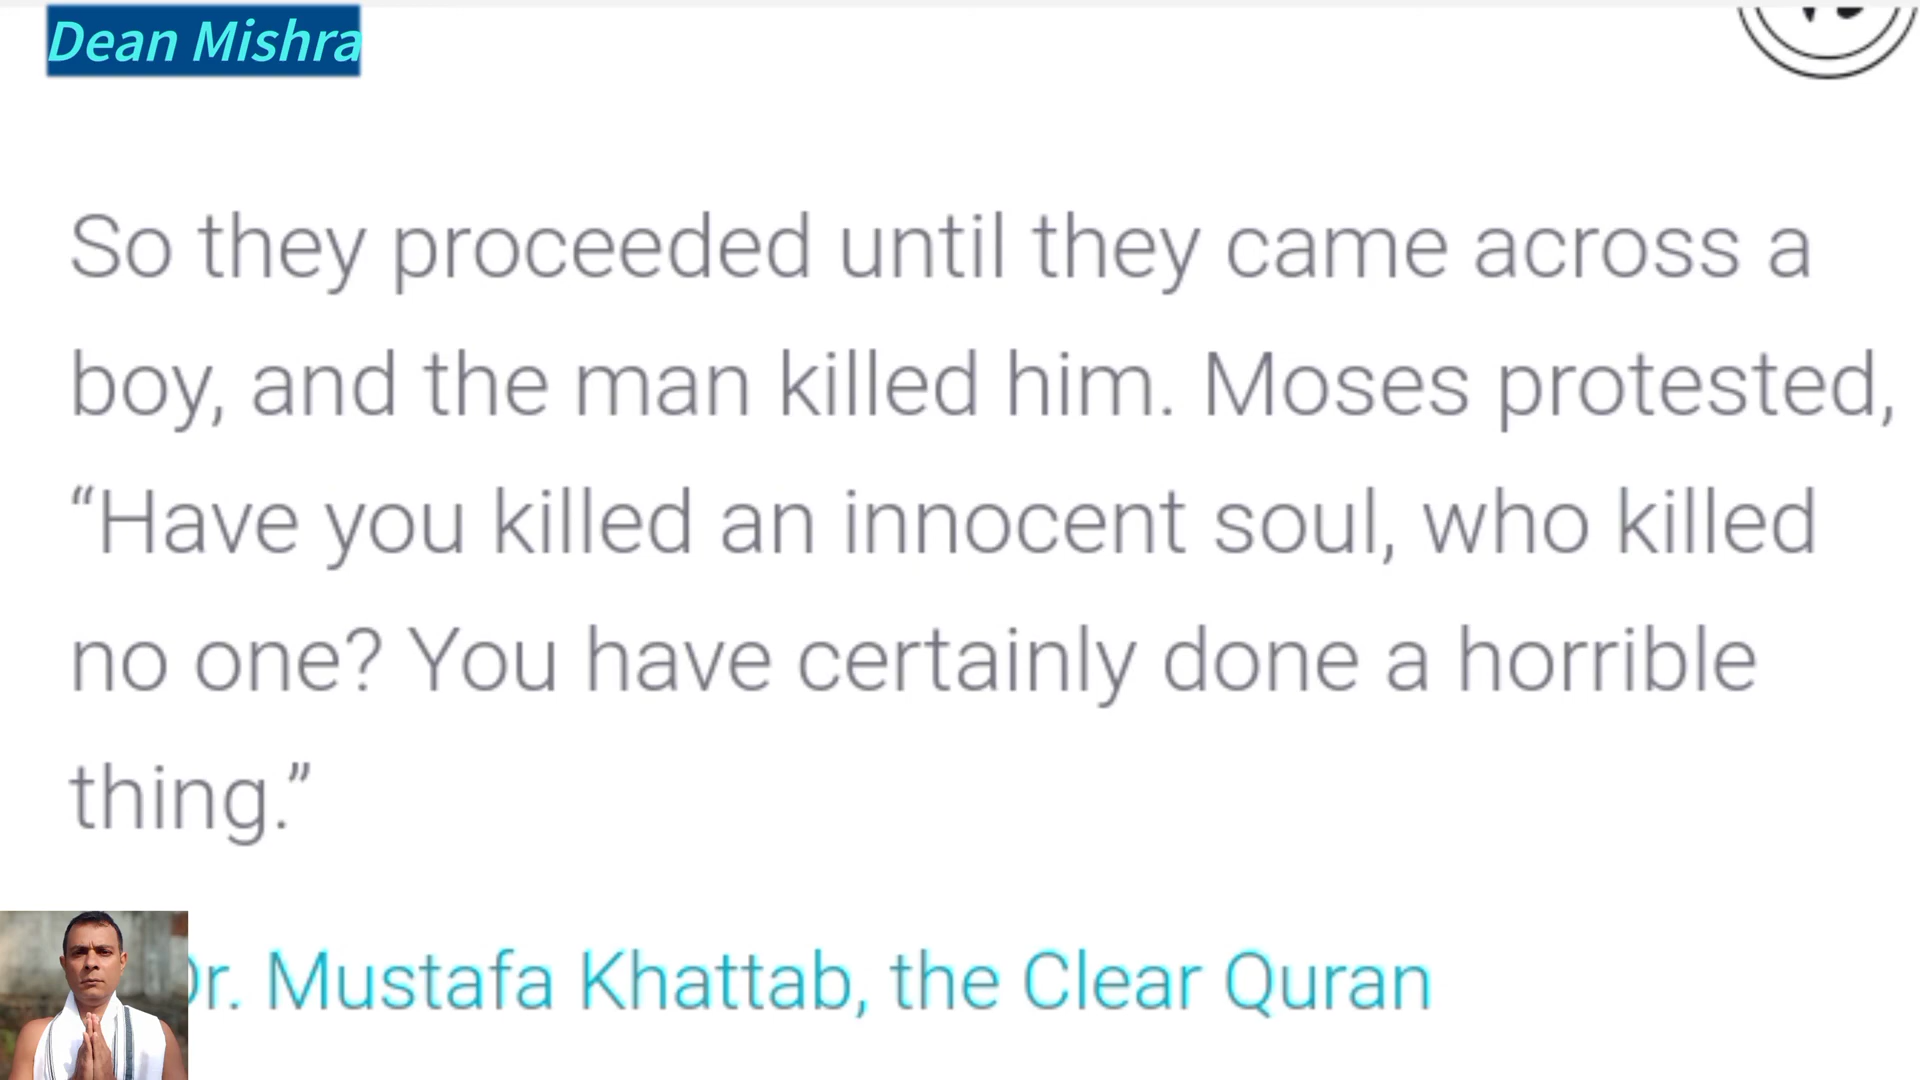 Dean Mishra
So they proceeded until they came across a
boy, and the man killed him. Moses protested,
“Have you killed an innocent soul, who killed
no one? You have certainly done a horrible
thing.”
Dr. Mustafa Khattab, the Clear Quran